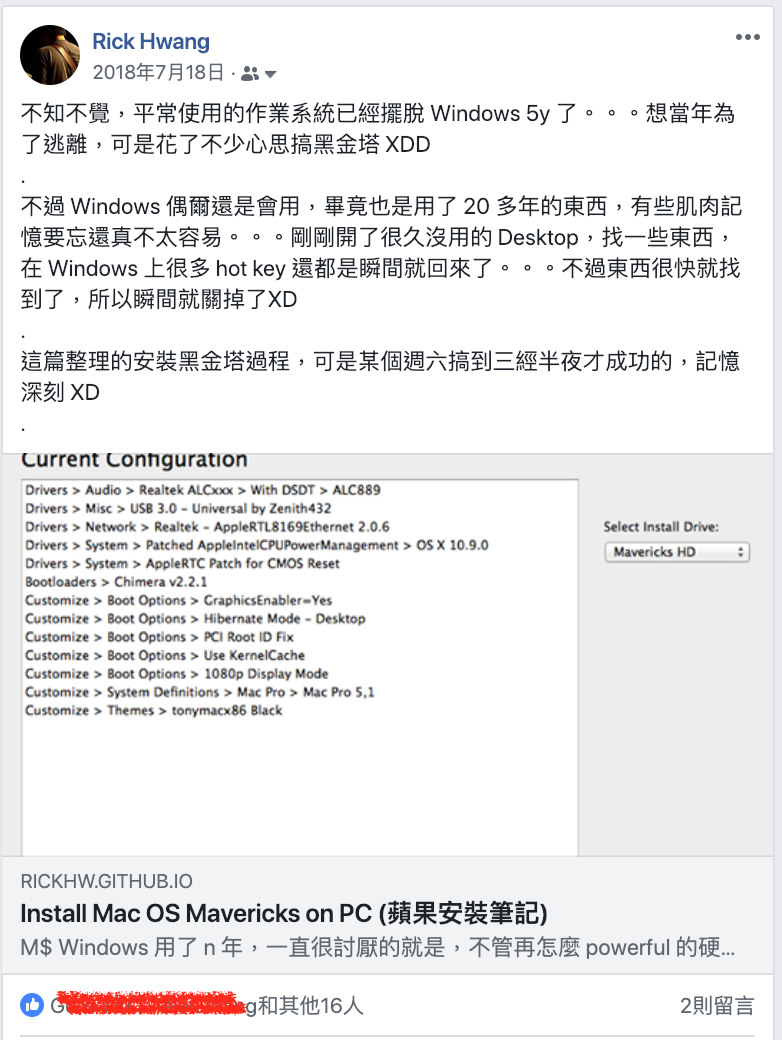 Rick Hwang
2018年7月18日 ·
不知不覺，平常使用的作業系統已經擺脫 Windows 5y 了。。。想當年為
了逃離，可是花了不少心思搞黑金塔 XDD
.
不過 Windows 偶爾還是會用，畢竟也是用了 20 多年的東西，有些肌肉記
憶要忘還真不太容易。。。剛剛開了很久沒用的 Desktop，找一些東西，
在 Windows 上很多 hot key 還都是瞬間就回來了。。。不過東西很快就找
到了，所以瞬間就關掉了XD
.
這篇整理的安裝黑金塔過程，可是某個週六搞到三經半夜才成功的，記憶
深刻 XD
.
Current Configuration
Drivers > Audio > Realtek ALCxxx > With DSDT > ALC889
Drivers > Misc > USB 3.0 - Universal by Zenith432
Drivers > Network > Realtek - AppleRTL8169Ethernet 2.0.6
Drivers > System > Patched AppleIntelCPUPowerManagement > OS X 10.9.0
Drivers > System > AppleRTC Patch for CMOS Reset
Bootloaders > Chimera v2.2.1
Customize > Boot Options > GraphicsEnabler=Yes
Customize > Boot Options > Hibernate Mode - Desktop
Customize > Boot Options > PCI Root ID Fix
Customize > Boot Options > Use KernelCache
Customize > Boot Options > 1080p Display Mode
Customize > System Definitions > Mac Pro > Mac Pro 5,1
Customize > Themes > tonymacx86 Black
Select Install Drive:
Mavericks HD
RICKHW.GITHUB.IO
Install Mac OS Mavericks on PC (蘋果安裝筆記)
M$ Windows 用了 n 年，一直很討厭的就是，不管再怎麼 powerful 的硬...
和其他16人
2則留言